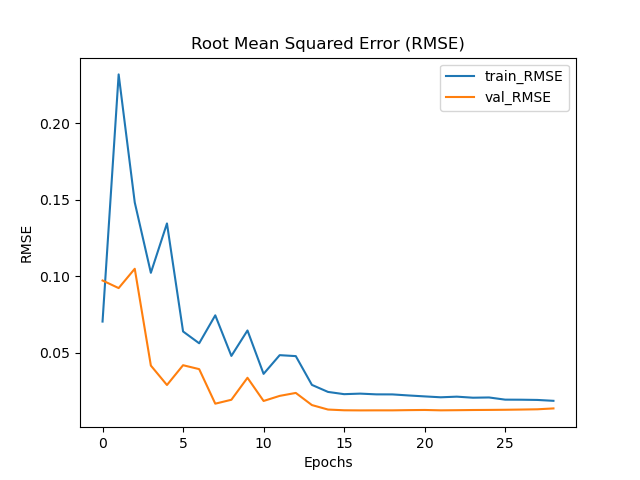 Root Mean Squared Error (RMSE)
train_RMSE
val_RMSE
0.20
0.15
0.10
0.05
RMSE
0 5 10 15 20 25
Epochs